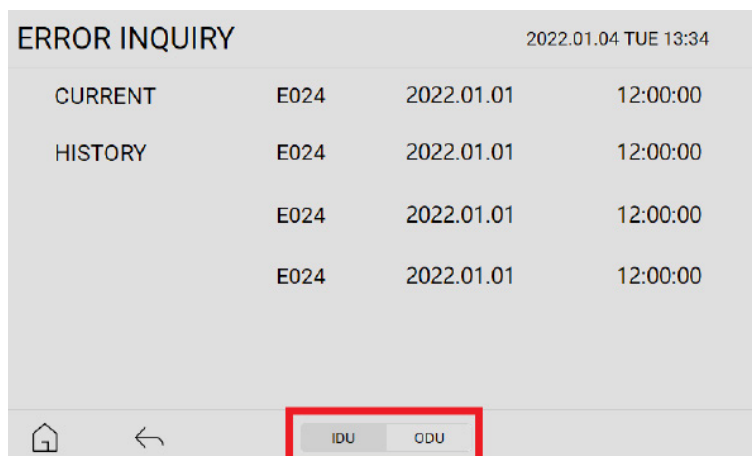 ERROR INQUIRY 2022.01.04 TUE 13:34
CURRENT E024 2022.01.01 12:00:00
HISTORY E024 2022.01.01 12:00:00
E024 2022.01.01 12:00:00
E024 2022.01.01 12:00:00
IDU ODU